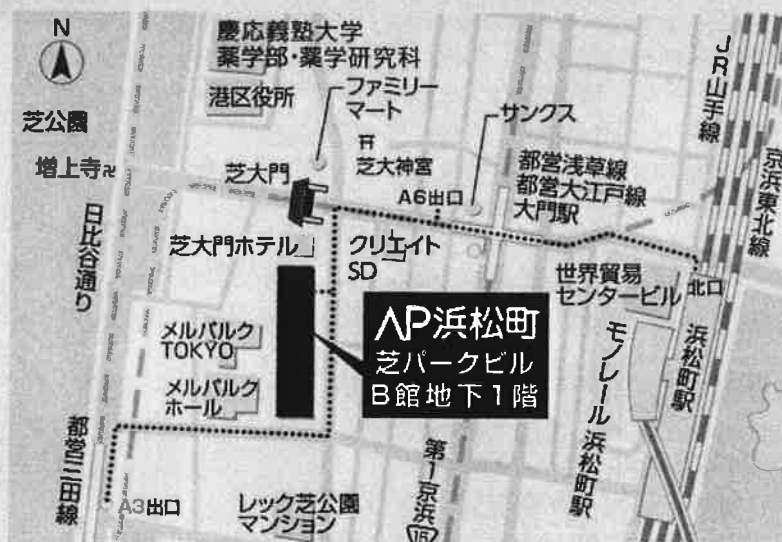 N
慶応義塾大学
薬学部・薬学研究科
港区役所
ファミリー
マート
サンクス
JR山手線
京浜東北線
芝公園
増上寺卍
芝大門
芝大神宮
A6出口
都営浅草線
都営大江戸線
大門駅
日比谷通り
芝大門ホテル
クリエイト
SD
世界貿易
センタービル
北口
AP浜松町
芝パークビル
B館地下1階
メルパルク
TOKYO
メルパルク
ホール
モノレール浜松町駅
浜松町駅
都営三田線
A3出口
レック芝公園
マンション
第1京浜
15